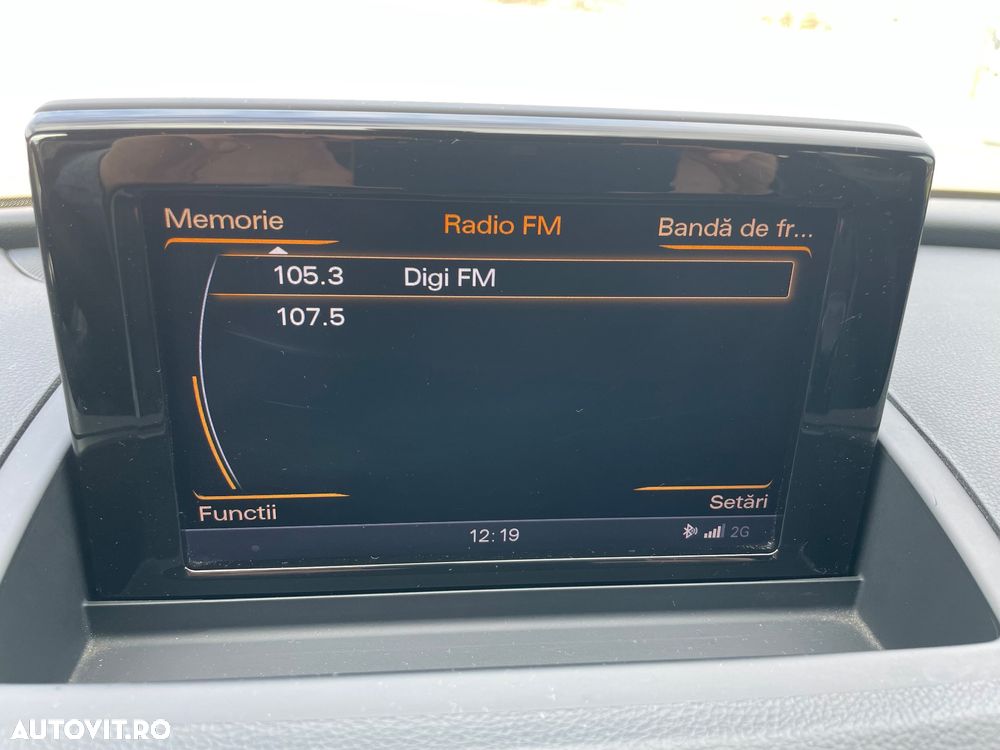 Memorie Radio FM Bandă de fr...
105.3 Digi FM
107.5
Functii Setări
12:19 2G
AUTOVIT.RO